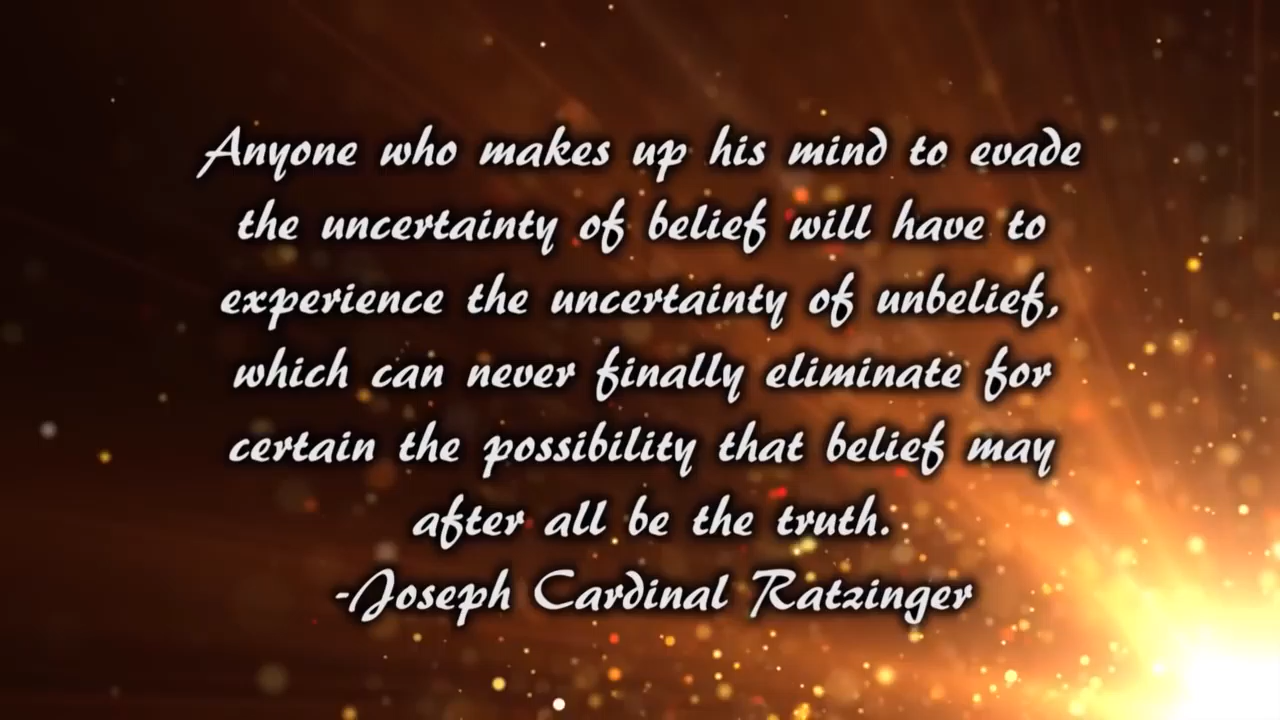 Anyone who makes up his mind to evade
the uncertainty of belief will have to
experience the uncertainty of unbelief,
which can never finally eliminate for
certain the possibility that belief may
after all be the truth.
-Joseph Cardinal Ratzinger